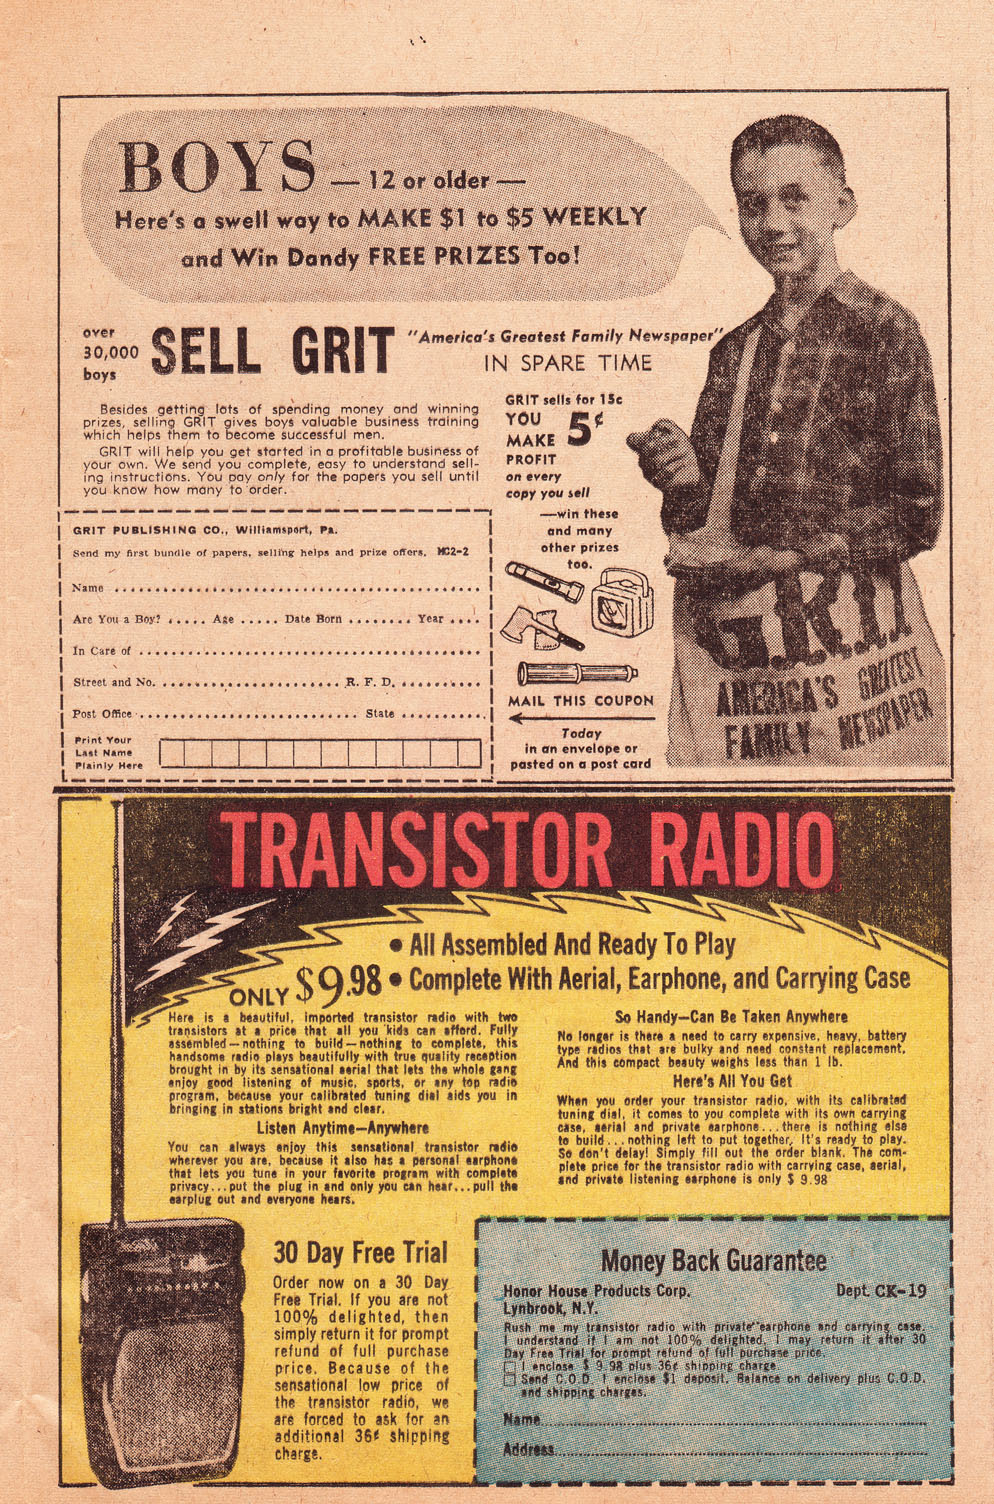 BOYS — 12 or older —
Here's a swell way to MAKE $1 to $5 WEEKLY
and Win Dandy FREE PRIZES Too!
over
30,000
boys
SELL GRIT
"America's Greatest Family Newspaper"
IN SPARE TIME
Besides getting lots of spending money and winning
prizes, selling GRIT gives boys valuable business training
which helps them to become successful men.
GRIT will help you get started in a profitable business of
your own. We send you complete, easy to understand sell-
ing instructions. You pay only for the papers you sell until
you know how many to order.
GRIT sells for 15c
YOU
MAKE 5¢
PROFIT
on every
copy you sell
—win these
and many
other prizes
too.
MAIL THIS COUPON
Today
in an envelope or
pasted on a post card
GRIT PUBLISHING CO., Williamsport, Pa.
Send my first bundle of papers, selling helps and prize offers. MC2-2
Name
Are You a Boy? ..... Age ..... Date Born ........ Year ....
In Care of
Street and No. R. F. D.
Post Office State
Print Your
Last Name
Plainly Here
GRIT
AMERICA'S GREATEST
FAMILY NEWSPAPER
TRANSISTOR RADIO
• All Assembled And Ready To Play
ONLY $9.98 • Complete With Aerial, Earphone, and Carrying Case
Here is a beautiful, imported transistor radio with two
transistors at a price that all you kids can afford. Fully
assembled—nothing to build—nothing to complete, this
handsome radio plays beautifully with true quality reception
brought in by its sensational aerial that lets the whole gang
enjoy good listening of music, sports, or any top radio
program, because your calibrated tuning dial aids you in
bringing in stations bright and clear.
Listen Anytime—Anywhere
You can always enjoy this sensational transistor radio
wherever you are, because it also has a personal earphone
that lets you tune in your favorite program with complete
privacy...put the plug in and only you can hear...pull the
earplug out and everyone hears.
So Handy—Can Be Taken Anywhere
No longer is there a need to carry expensive, heavy, battery
type radios that are bulky and need constant replacement.
And this compact beauty weighs less than 1 lb.
Here's All You Get
When you order your transistor radio, with its calibrated
tuning dial, it comes to you complete with its own carrying
case, aerial and private earphone...there is nothing else
to build...nothing left to put together. It's ready to play.
So don't delay! Simply fill out the order blank. The com-
plete price for the transistor radio with carrying case, aerial,
and private listening earphone is only $ 9.98
30 Day Free Trial
Order now on a 30 Day
Free Trial. If you are not
100% delighted, then
simply return it for prompt
refund of full purchase
price. Because of the
sensational low price of
the transistor radio, we
are forced to ask for an
additional 36¢ shipping
charge.
Money Back Guarantee
Honor House Products Corp. Dept. CK-19
Lynbrook, N.Y.
Rush me my transistor radio with private earphone and carrying case.
I understand if I am not 100% delighted, I may return it after 30
Day Free Trial for prompt refund of full purchase price.
I enclose $ 9.98 plus 36¢ shipping charge
Send C.O.D. I enclose $1 deposit. Balance on delivery plus C.O.D.
and shipping charges.
Name
Address